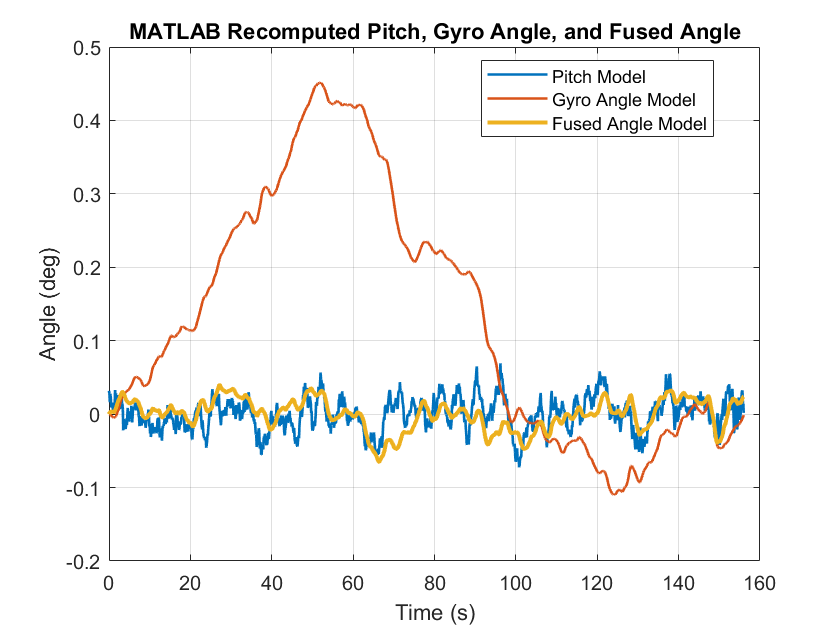 MATLAB Recomputed Pitch, Gyro Angle, and Fused Angle
Pitch Model
Gyro Angle Model
Fused Angle Model
Angle (deg)
0.5
0.4
0.3
0.2
0.1
0
-0.1
-0.2
0 20 40 60 80 100 120 140 160
Time (s)